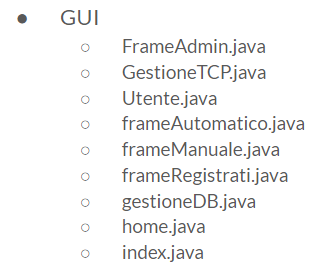 GUI
FrameAdmin.java
GestioneTCP.java
Utente.java
frameAutomatico.java
frameManuale.java
frameRegistrati.java
gestioneDB.java
home.java
index.java